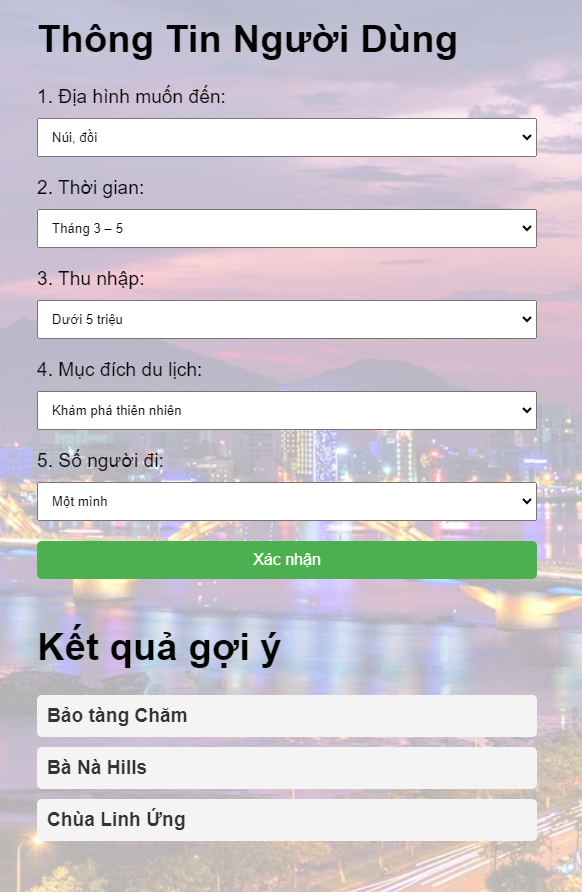 Thông Tin Người Dùng
1. Địa hình muốn đến:
Núi, đồi
2. Thời gian:
Tháng 3 – 5
3. Thu nhập:
Dưới 5 triệu
4. Mục đích du lịch:
Khám phá thiên nhiên
5. Số người đi:
Một mình
Xác nhận
Kết quả gợi ý
Bảo tàng Chăm
Bà Nà Hills
Chùa Linh Ứng